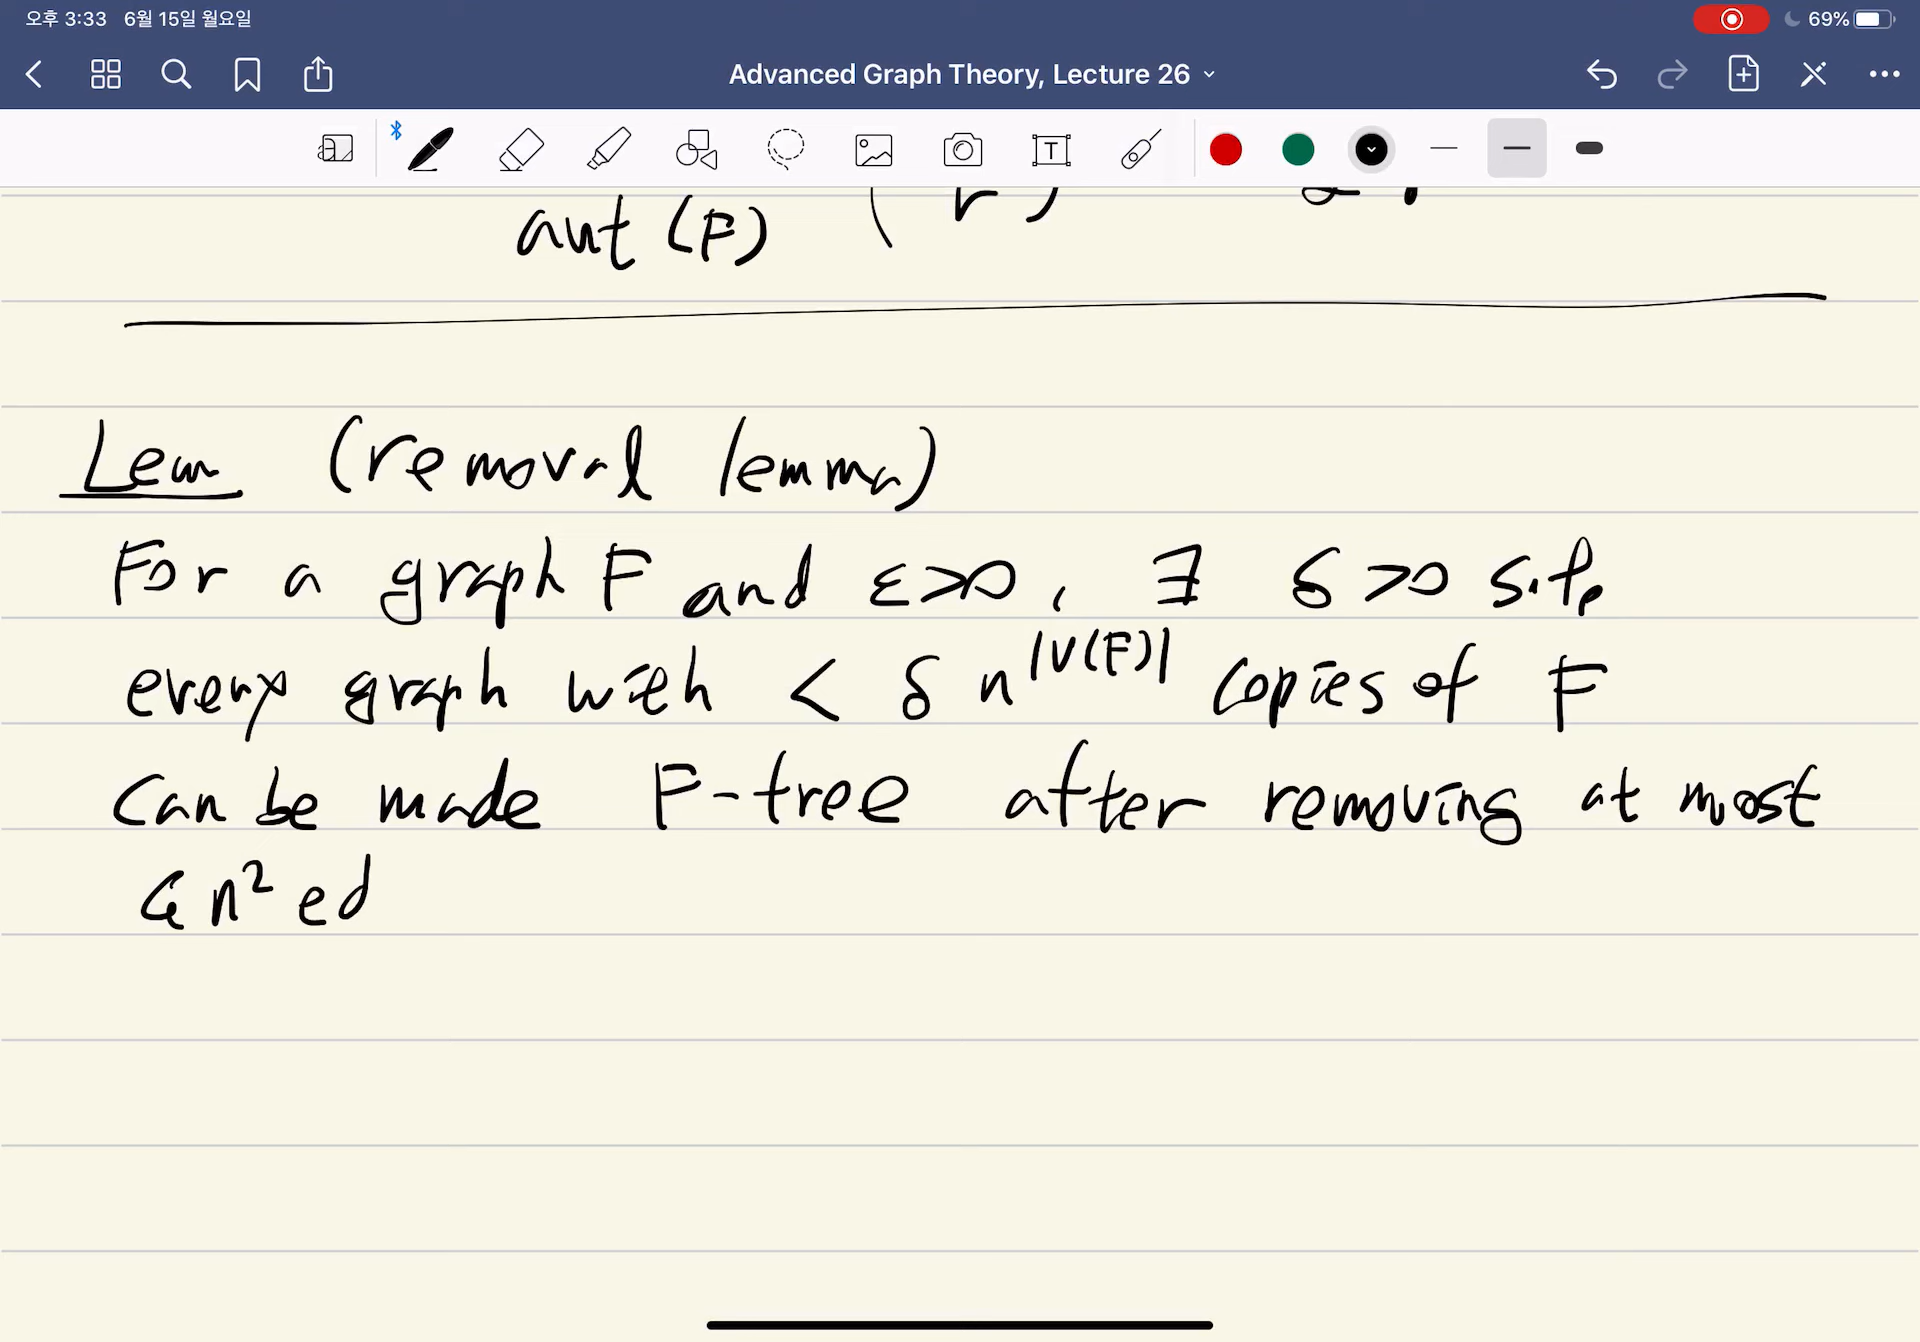 오후 3:33 6월 15일 월요일
69%
Advanced Graph Theory, Lecture 26
aut (F) ( r )
Lem (removal lemma)
For a graph F and ε>0, ∃ δ>0 s.t.
every graph with < δ n^|V(F)| copies of F
can be made F-free after removing at most
ε n² ed